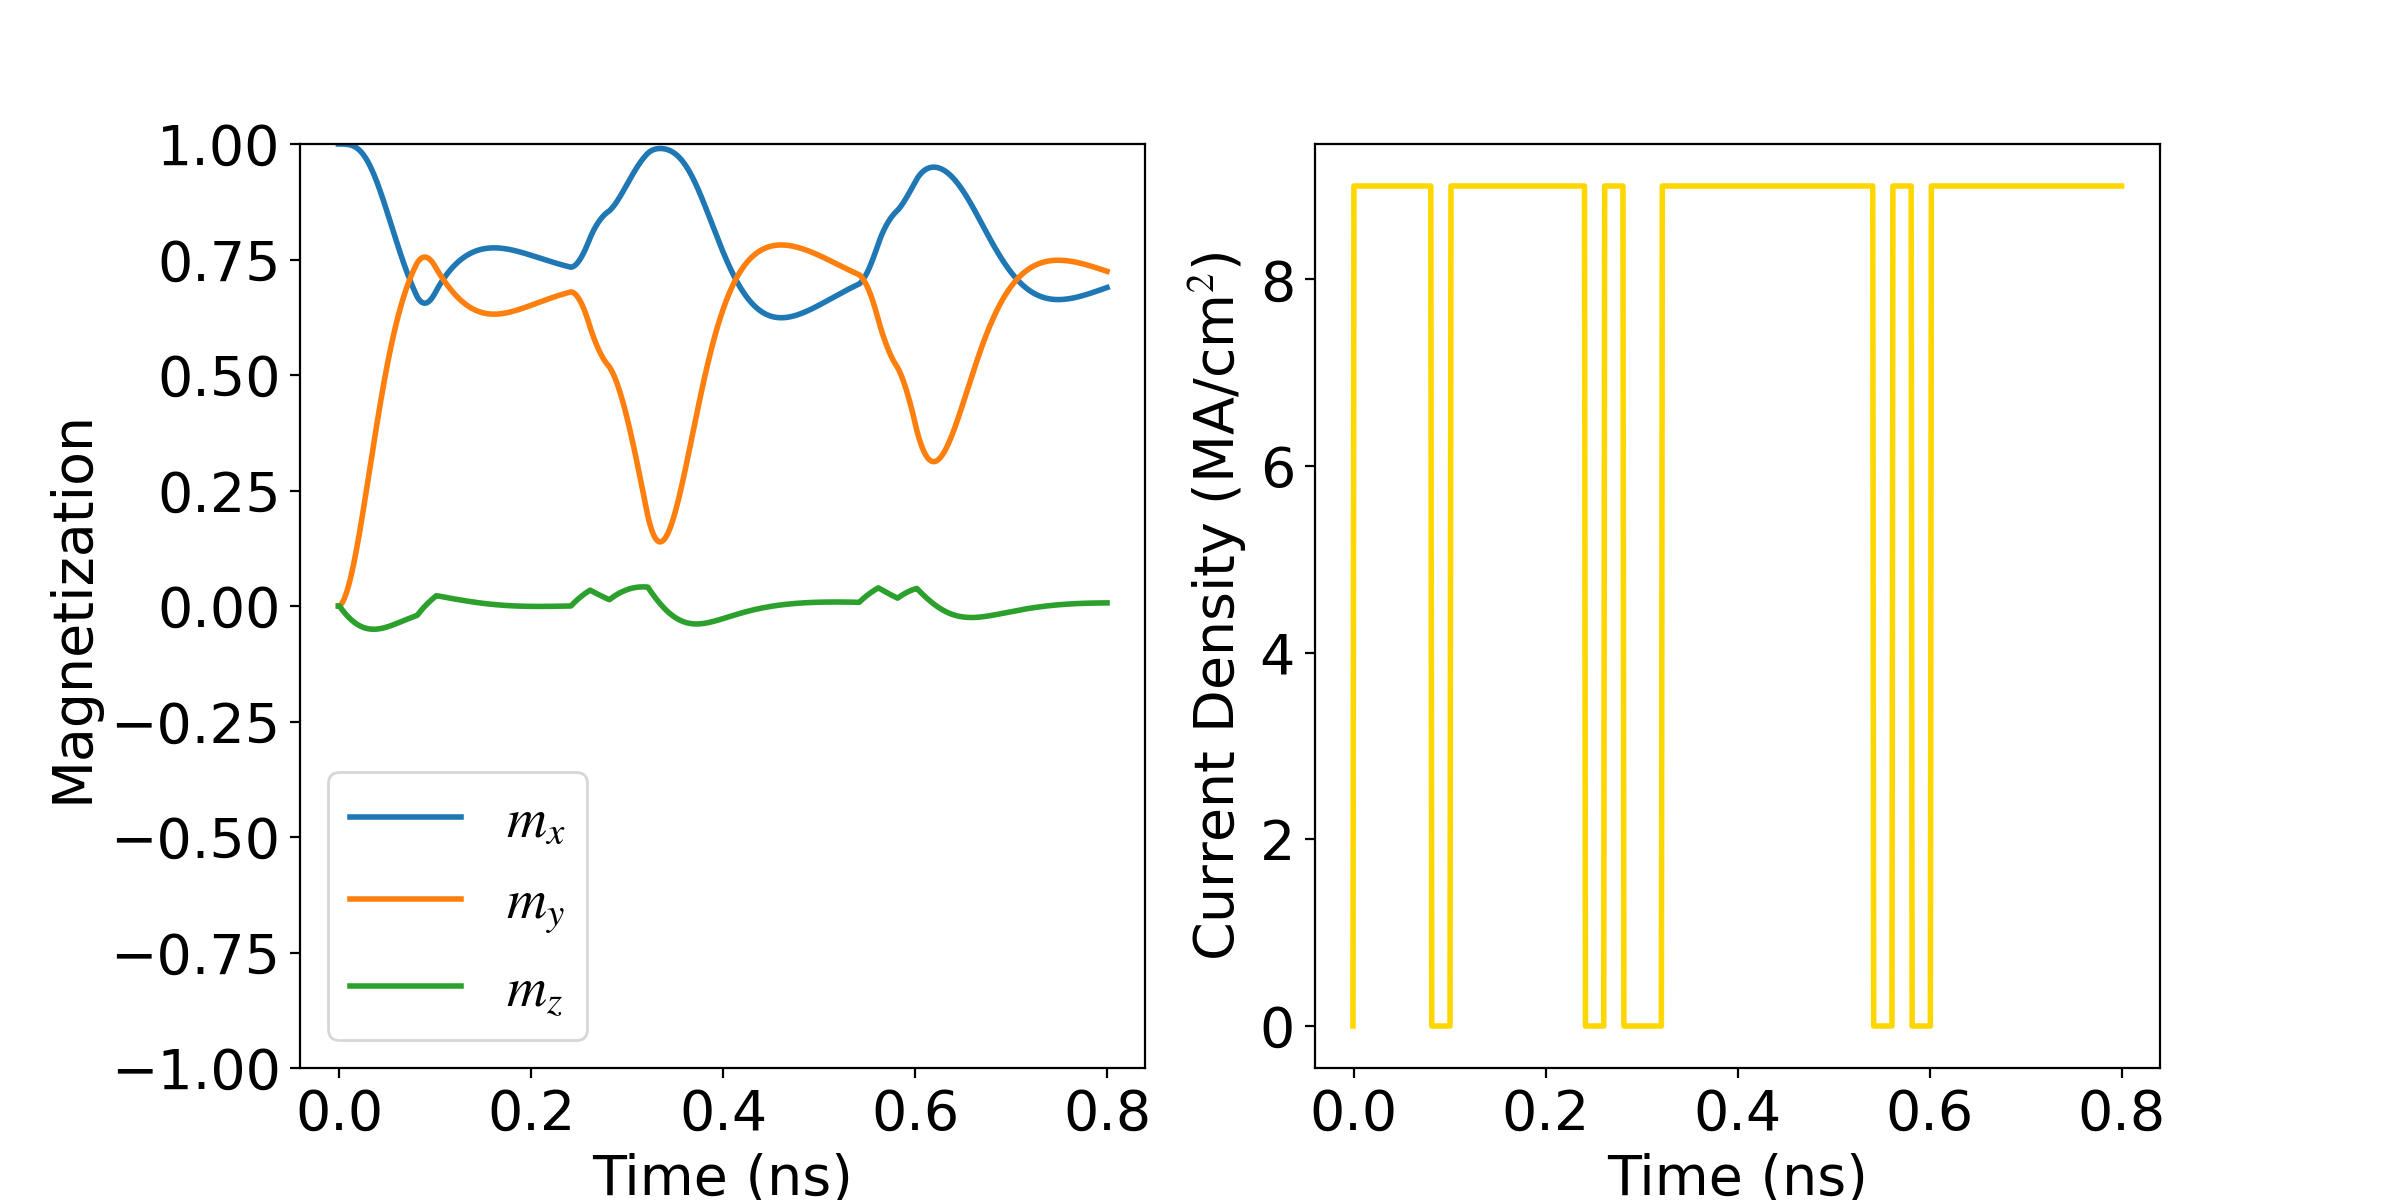 Magnetization
1.00
0.75
0.50
0.25
0.00
−0.25
−0.50
−0.75
−1.00
0.0 0.2 0.4 0.6 0.8
Time (ns)
m_x
m_y
m_z
Current Density (MA/cm²)
8
6
4
2
0
0.0 0.2 0.4 0.6 0.8
Time (ns)